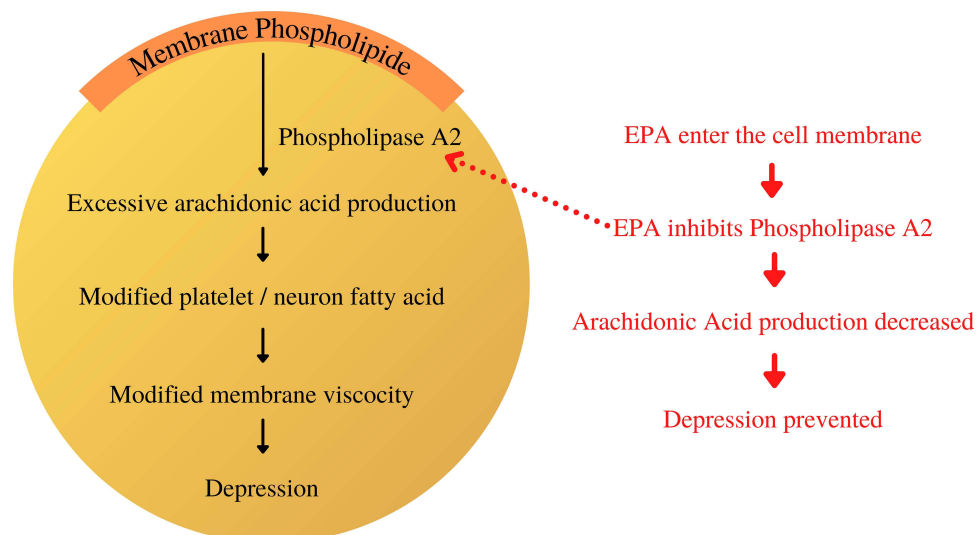 Membrane Phospholipide
Phospholipase A2
Excessive arachidonic acid production
Modified platelet / neuron fatty acid
Modified membrane viscocity
Depression
EPA enter the cell membrane
EPA inhibits Phospholipase A2
Arachidonic Acid production decreased
Depression prevented